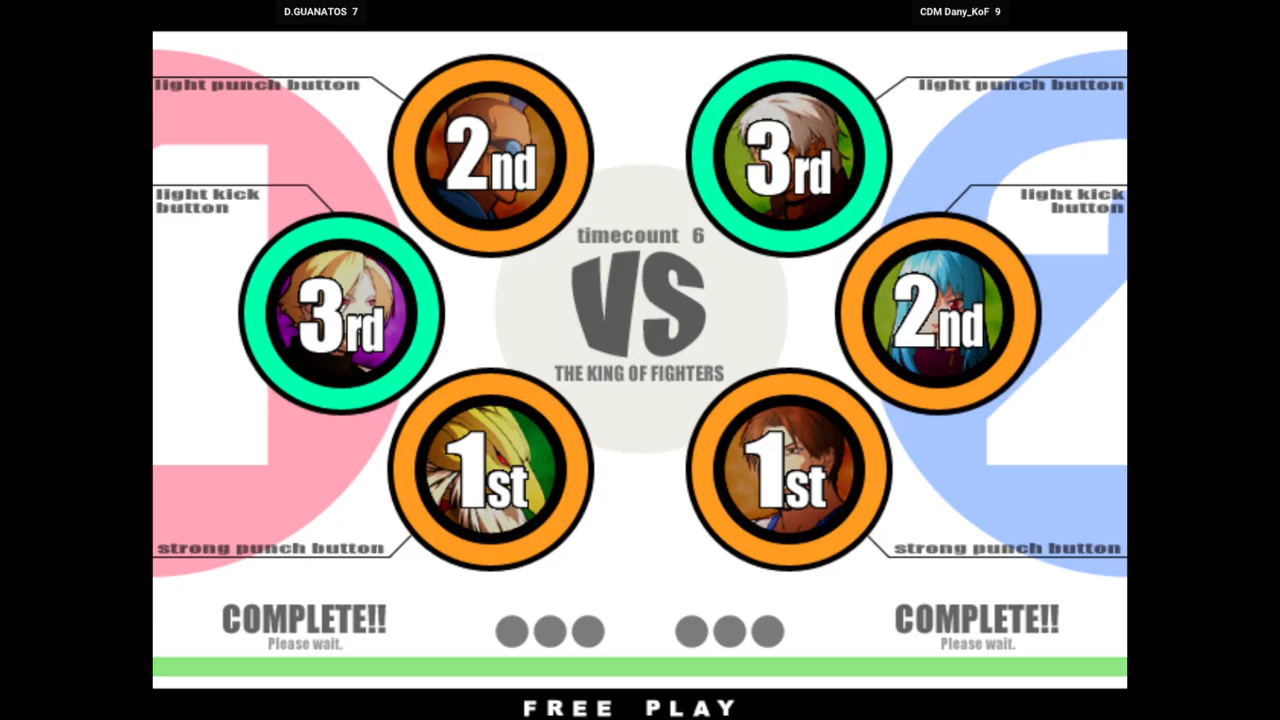 D.GUANATOS 7
CDM Dany_KoF 9
light punch button
light punch button
2nd
3rd
light kick
button
light kick
button
1
2
timecount 6
VS
THE KING OF FIGHTERS
3rd
2nd
1st
1st
strong punch button
strong punch button
COMPLETE!!
Please wait.
COMPLETE!!
Please wait.
FREE PLAY